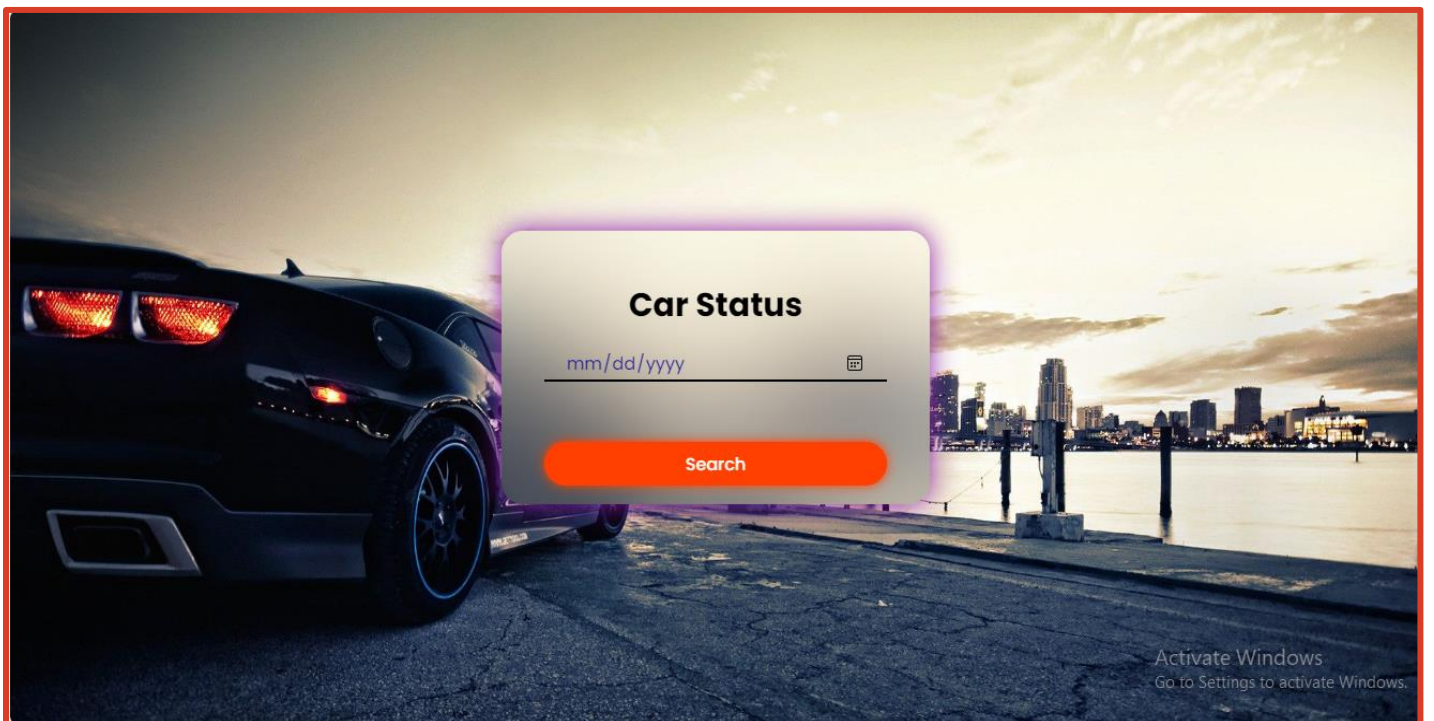 Car Status
mm/dd/yyyy
Search
Activate Windows
Go to Settings to activate Windows.